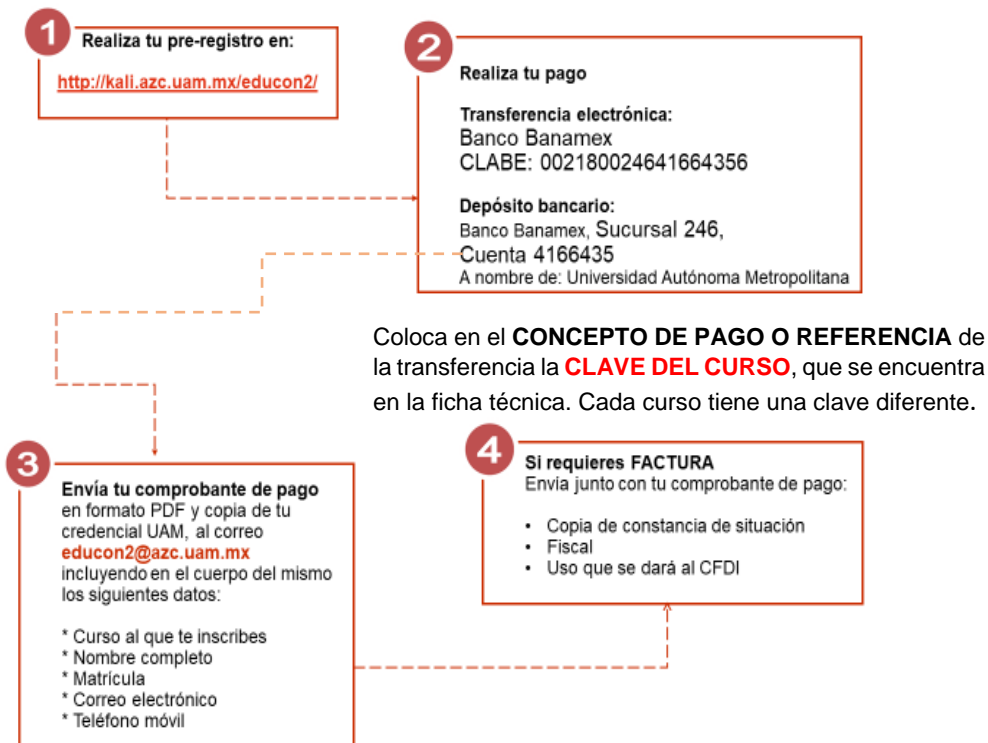 1
Realiza tu pre-registro en:
http://kali.azc.uam.mx/educon2/
2
Realiza tu pago
Transferencia electrónica:
Banco Banamex
CLABE: 002180024641664356
Depósito bancario:
Banco Banamex, Sucursal 246,
Cuenta 4166435
A nombre de: Universidad Autónoma Metropolitana
Coloca en el CONCEPTO DE PAGO O REFERENCIA de
la transferencia la CLAVE DEL CURSO, que se encuentra
en la ficha técnica. Cada curso tiene una clave diferente.
3
Envía tu comprobante de pago
en formato PDF y copia de tu
credencial UAM, al correo
educon2@azc.uam.mx
incluyendo en el cuerpo del mismo
los siguientes datos:
* Curso al que te inscribes
* Nombre completo
* Matrícula
* Correo electrónico
* Teléfono móvil
4
Si requieres FACTURA
Envía junto con tu comprobante de pago:
• Copia de constancia de situación
• Fiscal
• Uso que se dará al CFDI